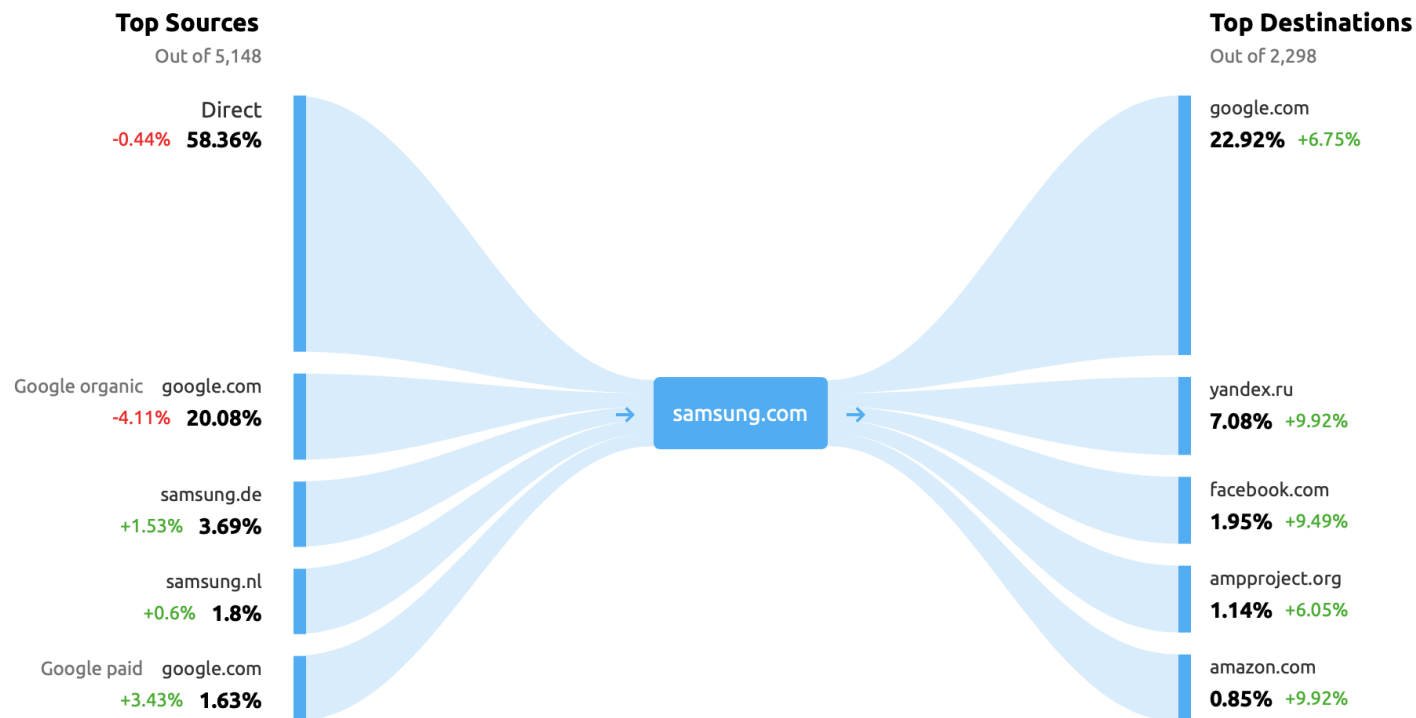 Top Sources
Out of 5,148
Direct
-0.44% 58.36%
Google organic google.com
-4.11% 20.08%
samsung.de
+1.53% 3.69%
samsung.nl
+0.6% 1.8%
Google paid google.com
+3.43% 1.63%
samsung.com
Top Destinations
Out of 2,298
google.com
22.92% +6.75%
yandex.ru
7.08% +9.92%
facebook.com
1.95% +9.49%
ampproject.org
1.14% +6.05%
amazon.com
0.85% +9.92%